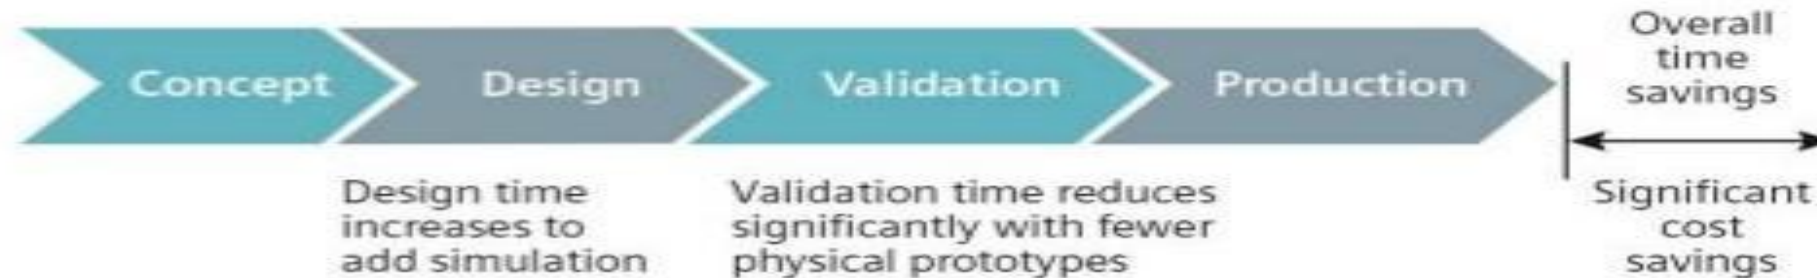 Concept
Design
Validation
Production
Overall
time
savings
Design time
increases to
add simulation
Validation time reduces
significantly with fewer
physical prototypes
Significant
cost
savings